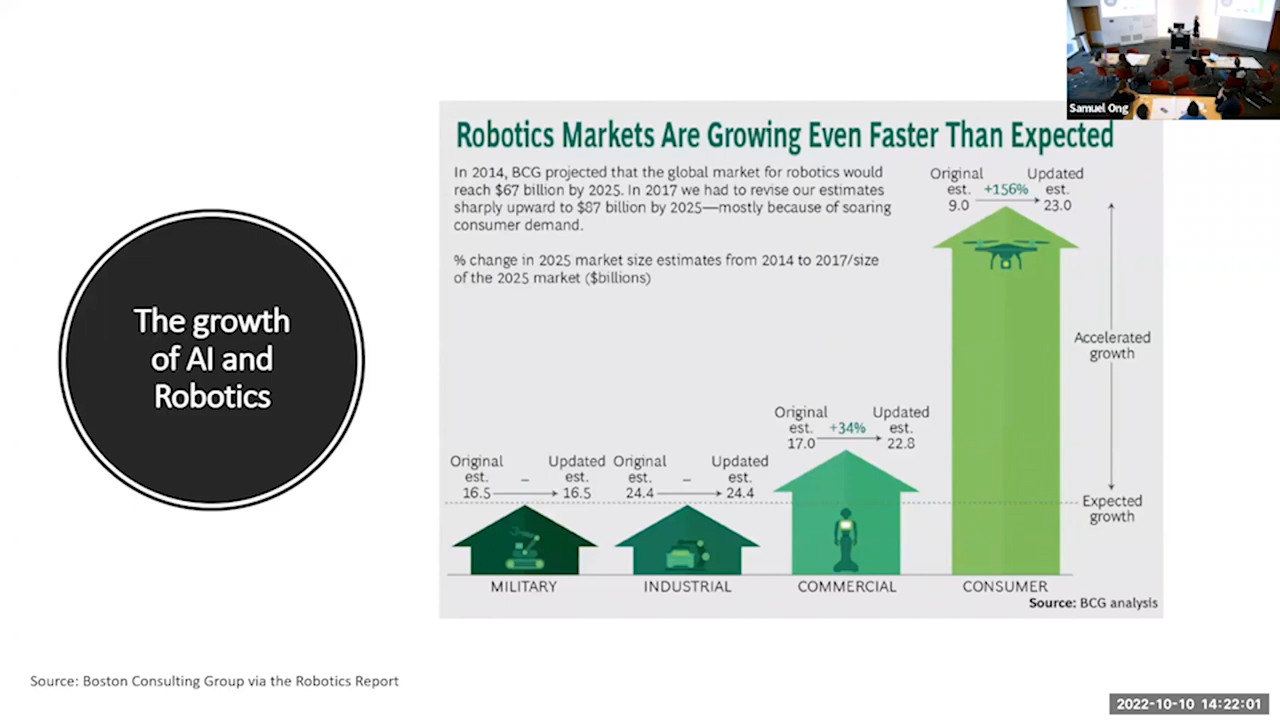 Samuel Ong
The growth
of AI and
Robotics
Robotics Markets Are Growing Even Faster Than Expected
In 2014, BCG projected that the global market for robotics would
reach $67 billion by 2025. In 2017 we had to revise our estimates
sharply upward to $87 billion by 2025—mostly because of soaring
consumer demand.
% change in 2025 market size estimates from 2014 to 2017/size
of the 2025 market ($billions)
Original
est.
16.5
–
Updated
est.
16.5
MILITARY
Original
est.
24.4
–
Updated
est.
24.4
INDUSTRIAL
Original
est.
17.0
+34%
Updated
est.
22.8
COMMERCIAL
Original
est.
9.0
+156%
Updated
est.
23.0
CONSUMER
Accelerated
growth
Expected
growth
Source: BCG analysis
Source: Boston Consulting Group via the Robotics Report
2022-10-10 14:22:01